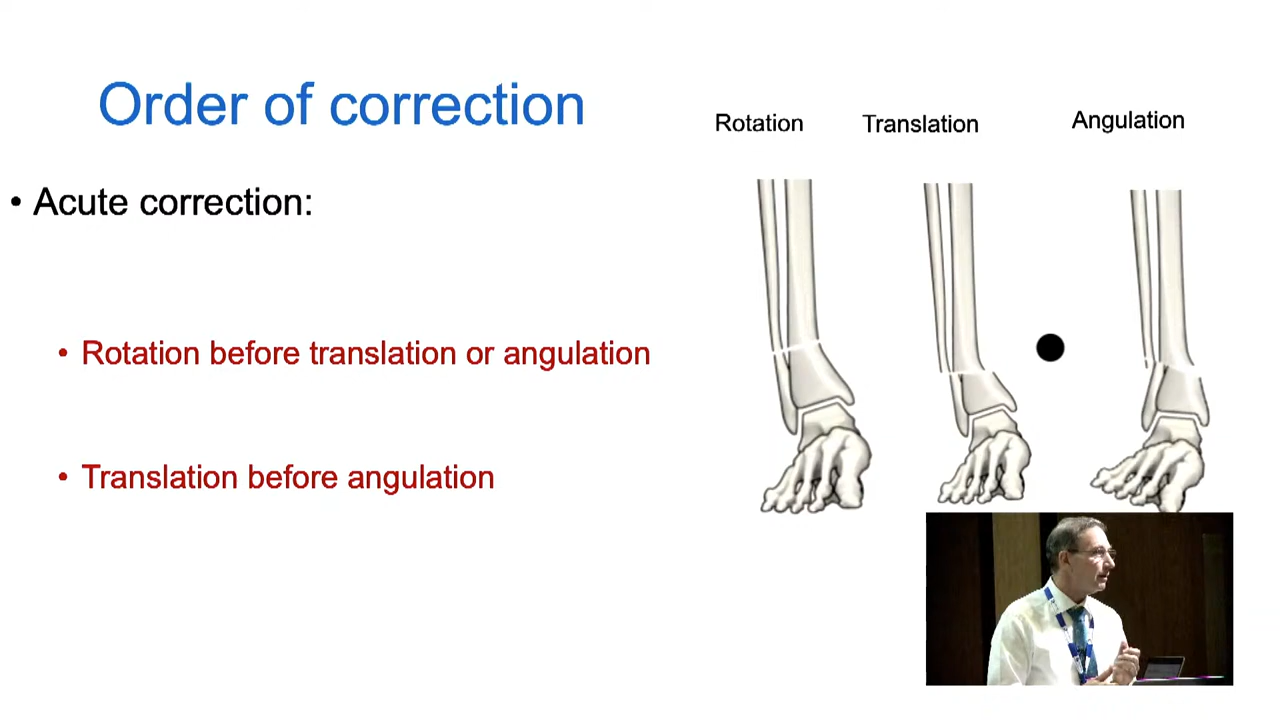 Order of correction
Rotation
Translation
Angulation
• Acute correction:
• Rotation before translation or angulation
• Translation before angulation